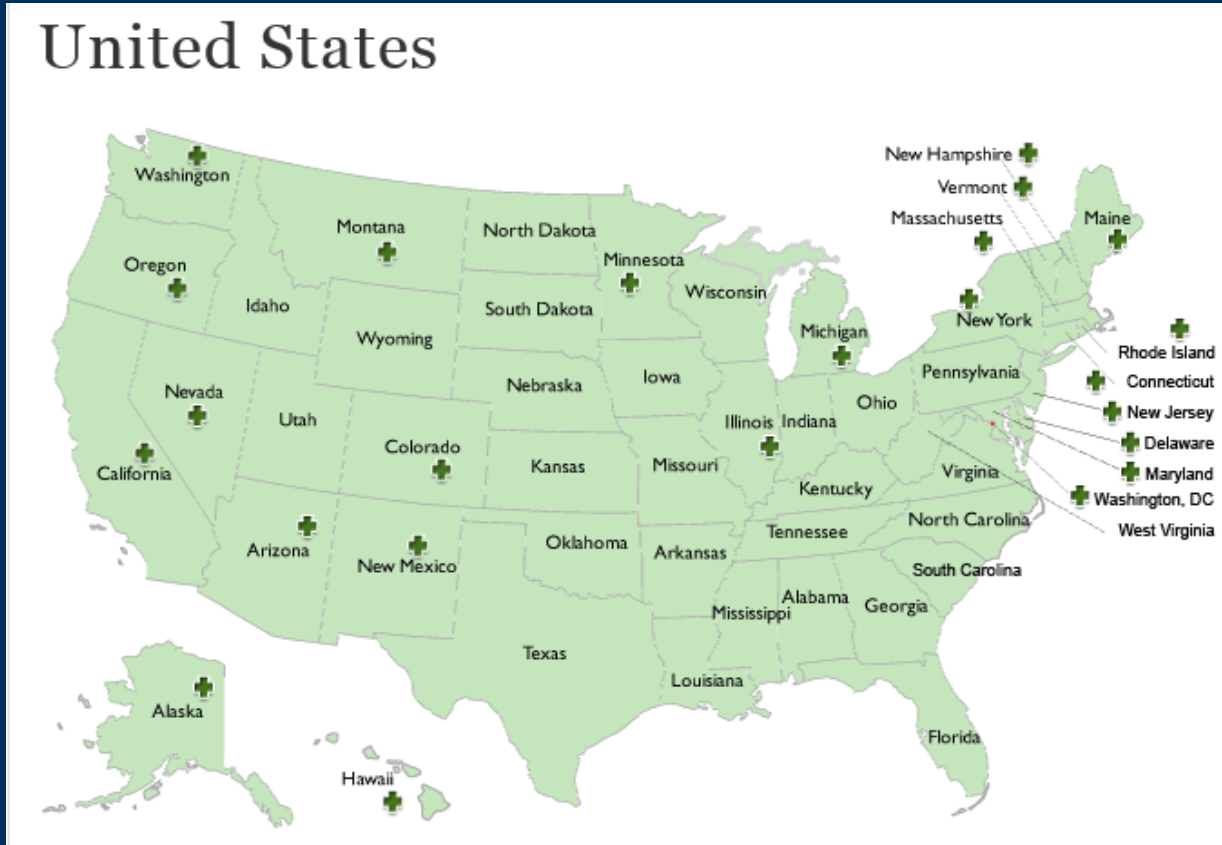 United States
Washington
Montana
North Dakota
Minnesota
New Hampshire
Vermont
Massachusetts
Maine
Oregon
Idaho
South Dakota
Wisconsin
Michigan
New York
Wyoming
Rhode Island
Nevada
Nebraska
Iowa
Pennsylvania
Connecticut
Utah
Colorado
Illinois
Indiana
Ohio
New Jersey
Delaware
California
Kansas
Missouri
Kentucky
Virginia
Maryland
Washington, DC
West Virginia
Arizona
New Mexico
Oklahoma
Arkansas
Tennessee
North Carolina
South Carolina
Mississippi
Alabama
Georgia
Texas
Louisiana
Alaska
Florida
Hawaii